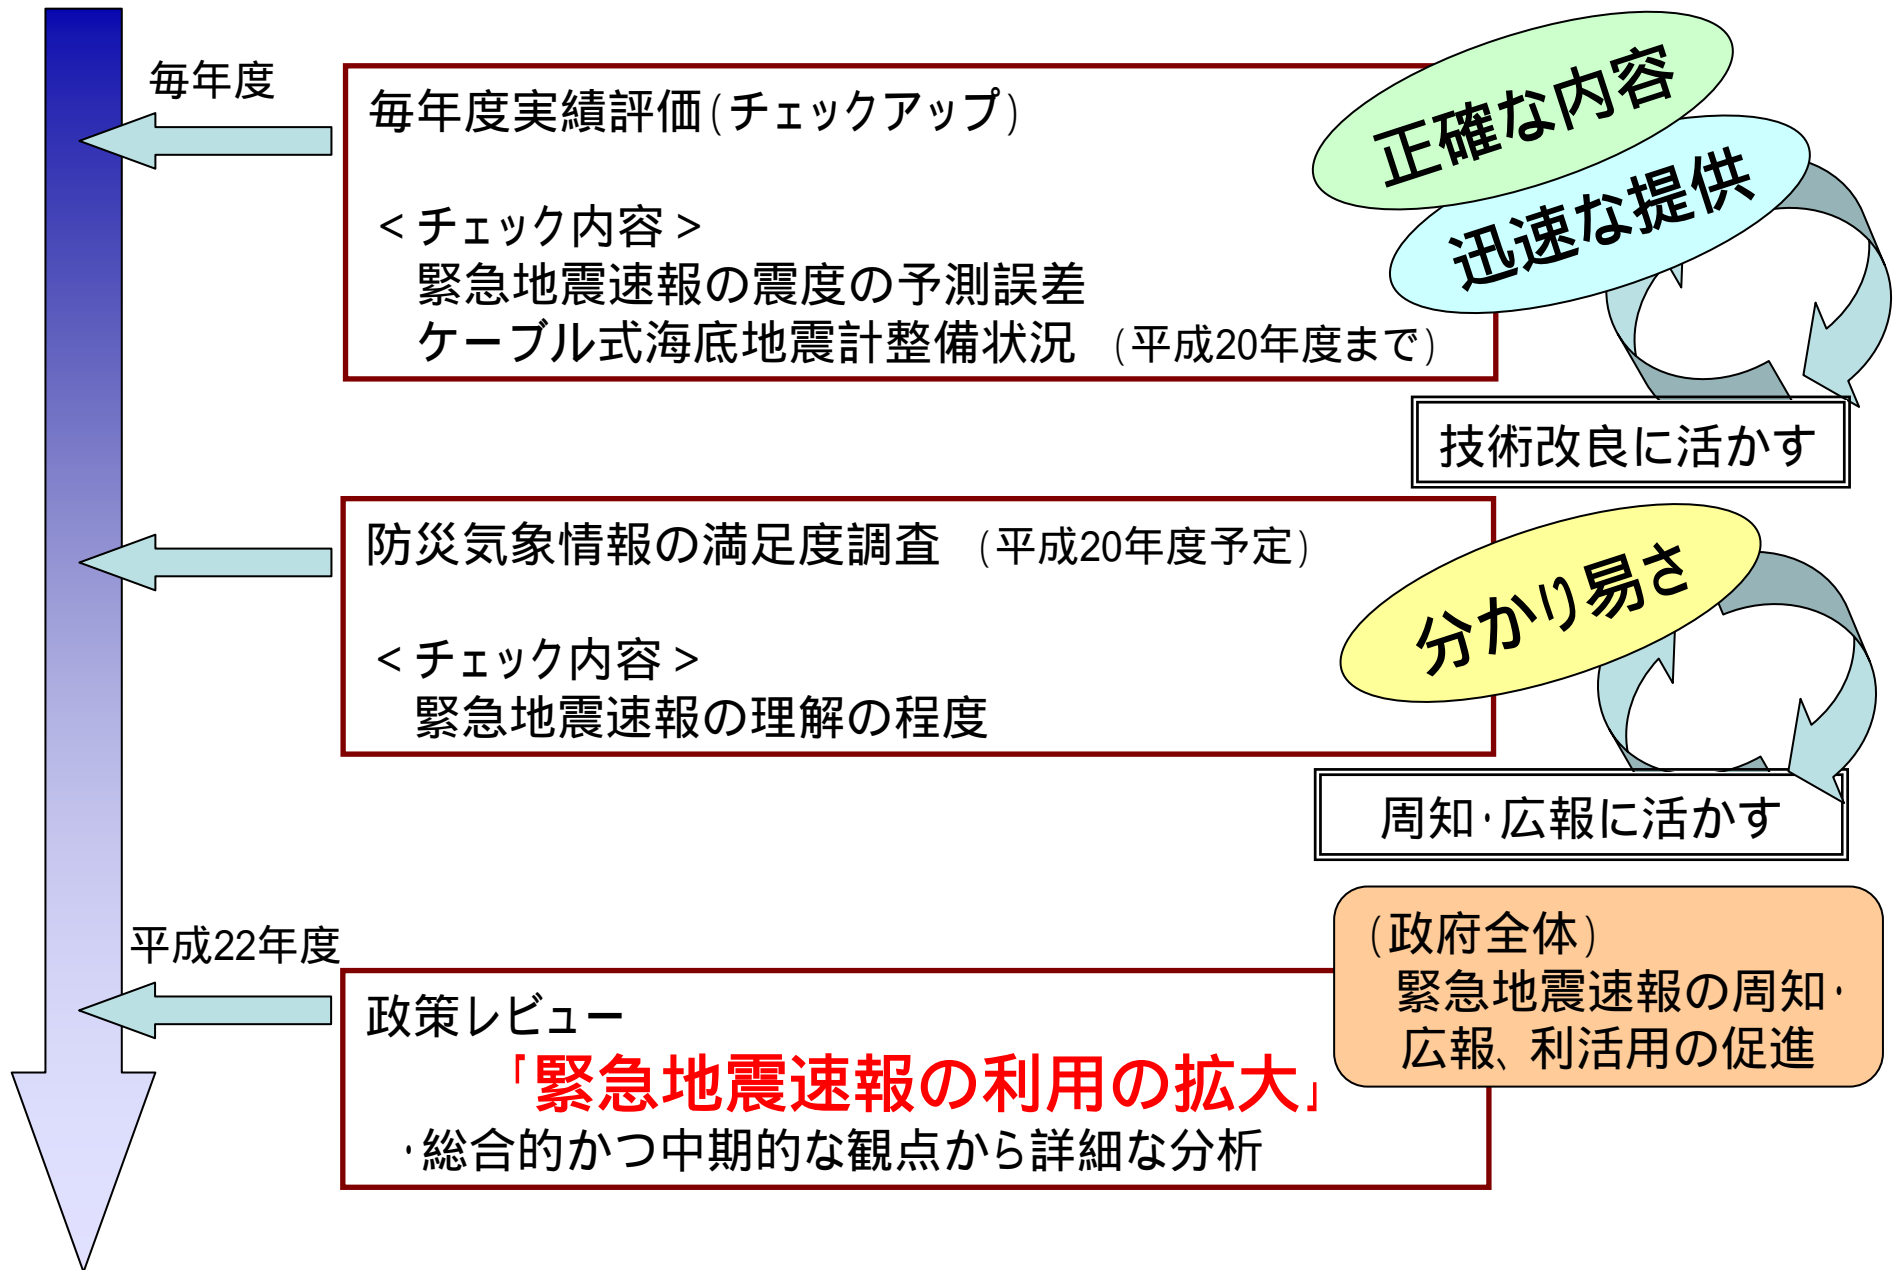 毎年度
毎年度実績評価(チェックアップ)
<チェック内容>
緊急地震速報の震度の予測誤差
ケーブル式海底地震計整備状況 (平成20年度まで)
正確な内容
迅速な提供
技術改良に活かす
防災気象情報の満足度調査 (平成20年度予定)
<チェック内容>
緊急地震速報の理解の程度
分かり易さ
周知・広報に活かす
平成22年度
政策レビュー
「緊急地震速報の利用の拡大」
・総合的かつ中期的な観点から詳細な分析
(政府全体)
緊急地震速報の周知・
広報、利活用の促進